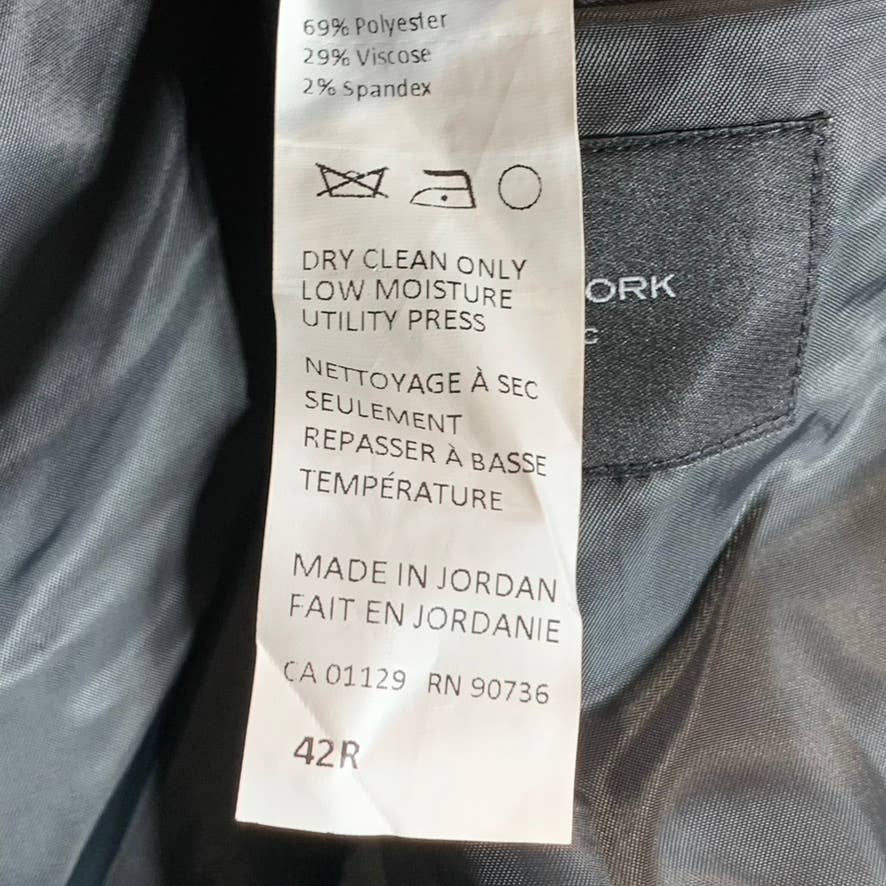 69% Polyester
29% Viscose
2% Spandex
DRY CLEAN ONLY
LOW MOISTURE
UTILITY PRESS
NETTOYAGE À SEC
SEULEMENT
REPASSER À BASSE
TEMPÉRATURE
MADE IN JORDAN
FAIT EN JORDANIE
CA 01129 RN 90736
42R
ORK
C